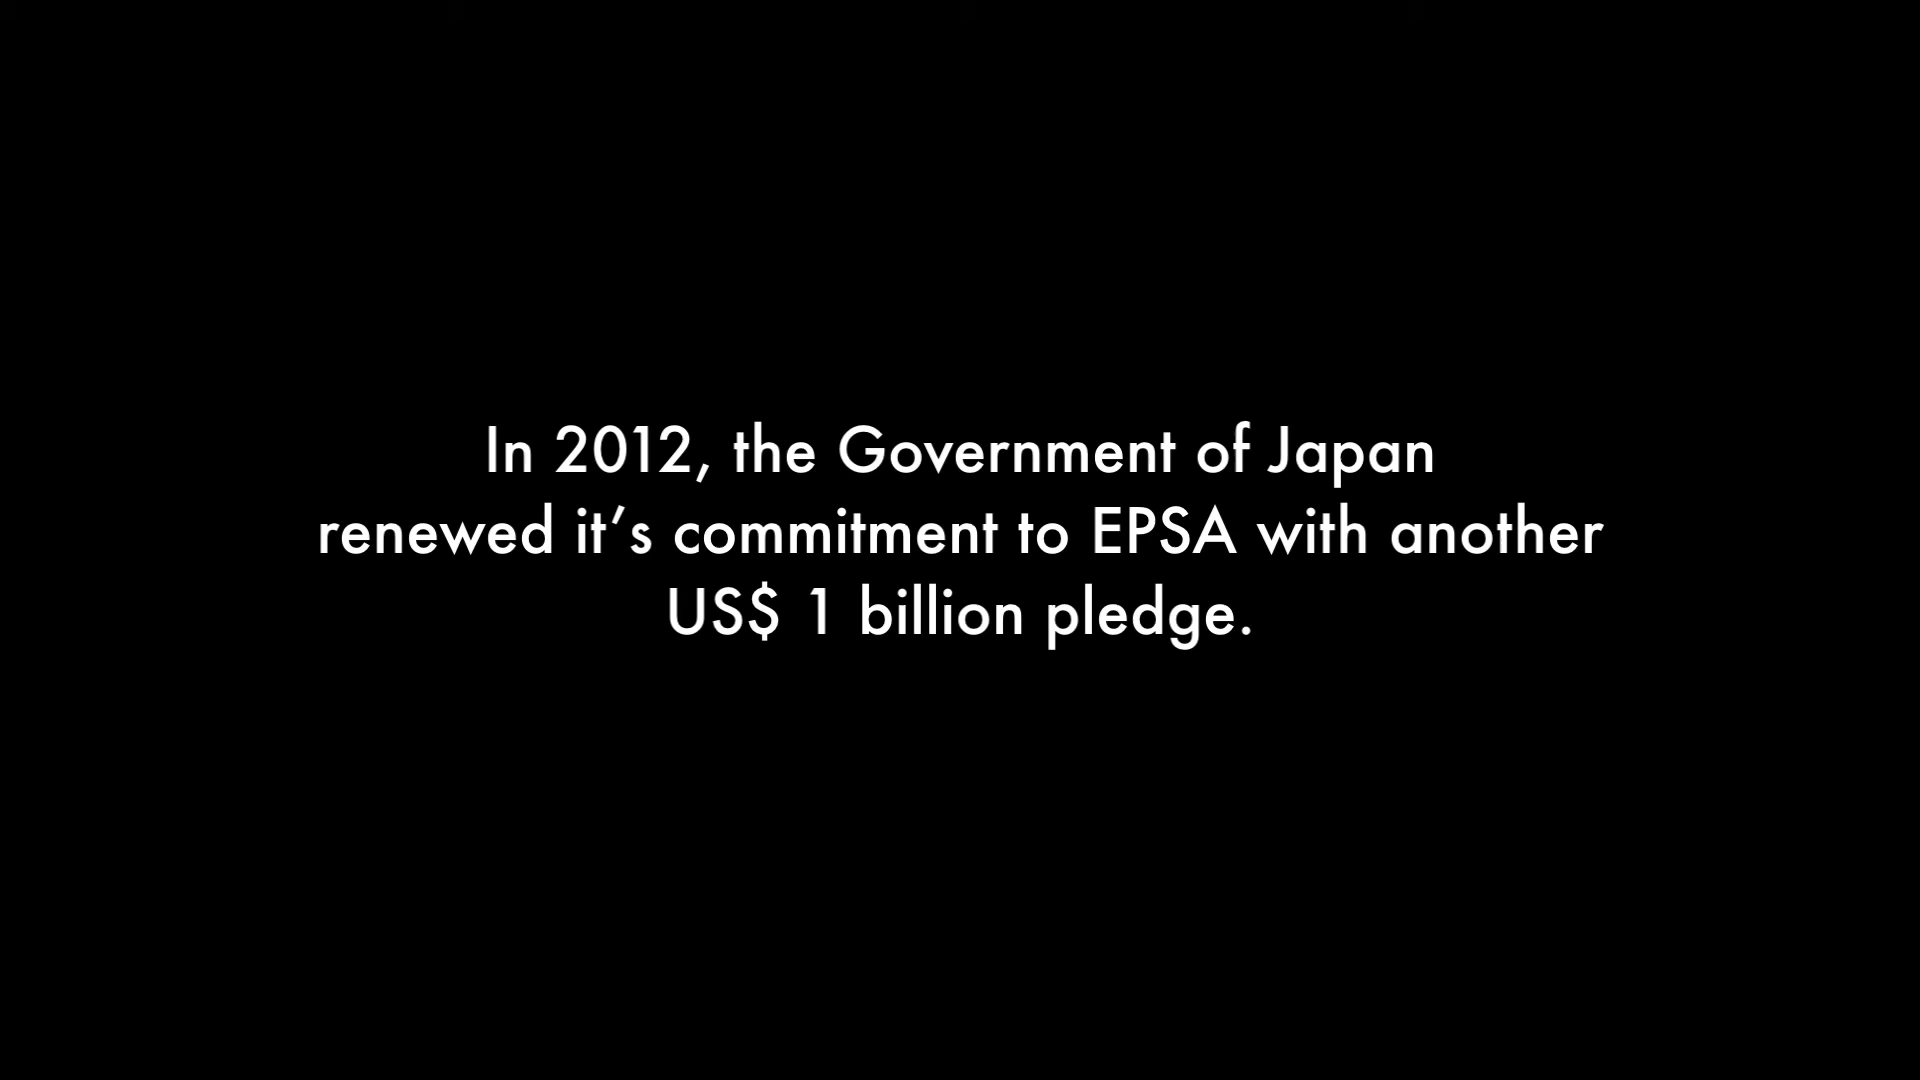 In 2012, the Government of Japan
renewed it’s commitment to EPSA with another
US$ 1 billion pledge.